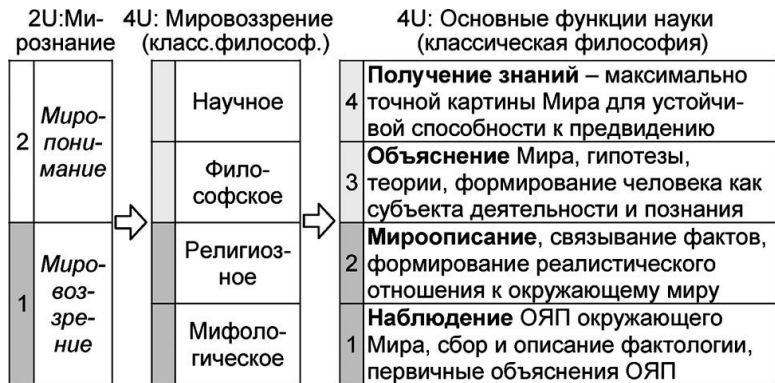 2U:Ми-
рознание
4U: Мировоззрение
(класс.философ.)
4U: Основные функции науки
(классическая философия)
2
Миро-
пони-
мание
1
Миро-
воз-
зре-
ние
Научное
Фило-
софское
Религиоз-
ное
Мифоло-
гическое
4
Получение знаний – максимально
точной картины Мира для устойчи-
вой способности к предвидению
3
Объяснение Мира, гипотезы,
теории, формирование человека как
субъекта деятельности и познания
2
Мироописание, связывание фактов,
формирование реалистического
отношения к окружающему миру
1
Наблюдение ОЯП окружающего
Мира, сбор и описание фактологии,
первичные объяснения ОЯП